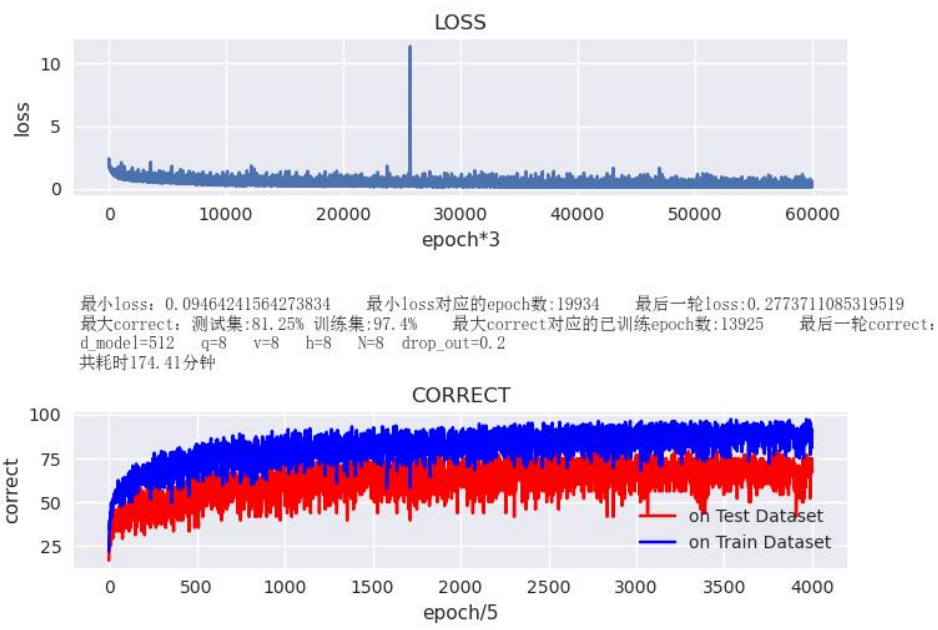 LOSS
10
5
0
loss
0 10000 20000 30000 40000 50000 60000
epoch*3
最小loss: 0.09464241564273834 最小loss对应的epoch数:19934 最后一轮loss:0.2773711085319519
最大correct: 测试集:81.25% 训练集:97.4% 最大correct对应的已训练epoch数:13925 最后一轮correct:
d_model=512 q=8 v=8 h=8 N=8 drop_out=0.2
共耗时174.41分钟
CORRECT
100
75
50
25
correct
on Test Dataset
on Train Dataset
0 500 1000 1500 2000 2500 3000 3500 4000
epoch/5